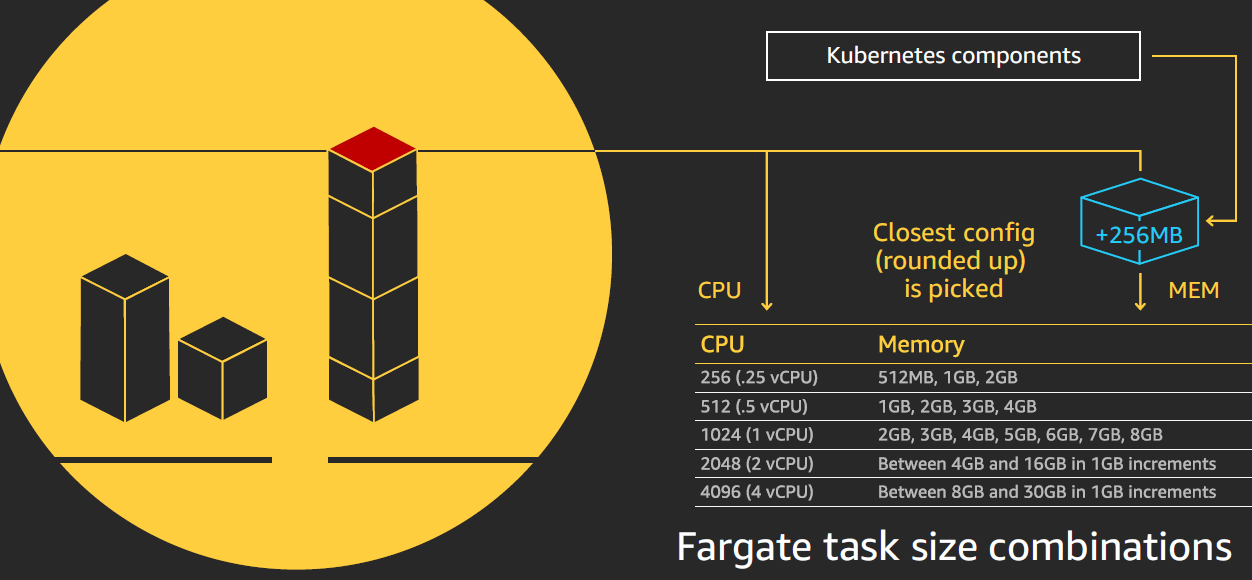 Kubernetes components
+256MB
Closest config
(rounded up)
is picked
CPU
MEM
CPU Memory
256 (.25 vCPU) 512MB, 1GB, 2GB
512 (.5 vCPU) 1GB, 2GB, 3GB, 4GB
1024 (1 vCPU) 2GB, 3GB, 4GB, 5GB, 6GB, 7GB, 8GB
2048 (2 vCPU) Between 4GB and 16GB in 1GB increments
4096 (4 vCPU) Between 8GB and 30GB in 1GB increments
Fargate task size combinations